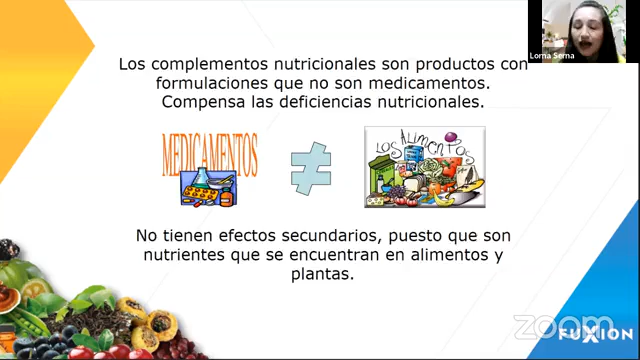 Los complementos nutricionales son productos con
formulaciones que no son medicamentos.
Compensa las deficiencias nutricionales.
MEDICAMENTOS
LOS ALIMENTOS
No tienen efectos secundarios, puesto que son
nutrientes que se encuentran en alimentos y
plantas.
Lorna Serna
zoom
FUXION